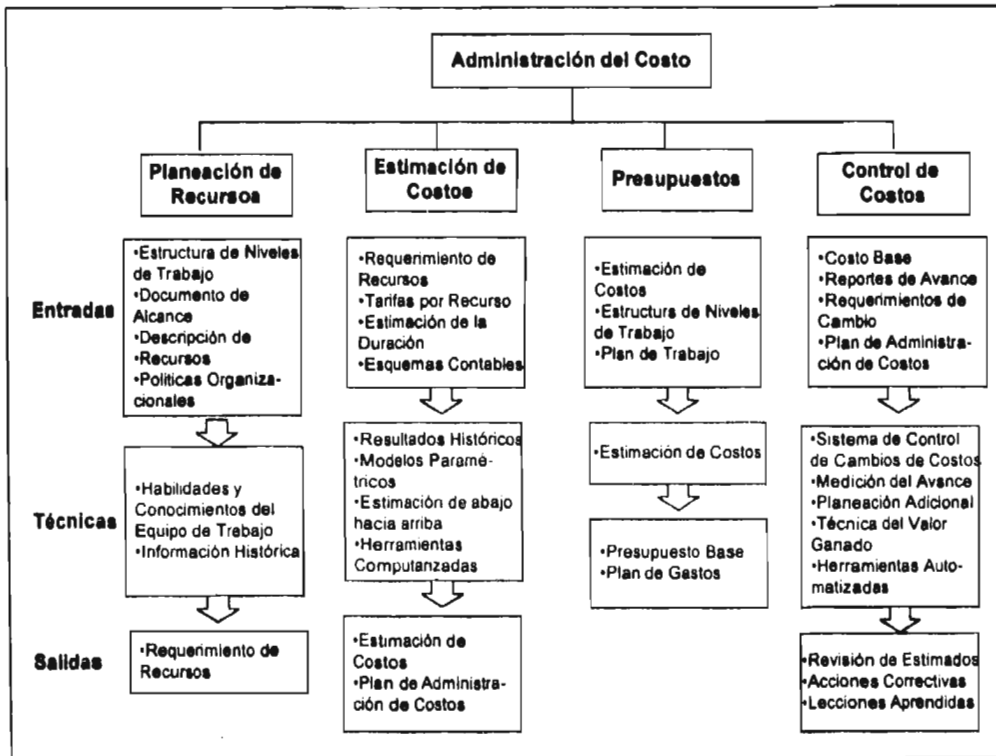 Administración del Costo
Planeación de
Recursos
Estimación de
Costos
Presupuestos
Control de
Costos
Entradas
•Estructura de Niveles
de Trabajo
•Documento de
Alcance
•Descripción de
•Recursos
•Políticas Organiza-
cionales
•Requerimiento de
Recursos
•Tarifas por Recurso
•Estimación de la
Duración
•Esquemas Contables
•Estimación de
Costos
•Estructura de Niveles
de Trabajo
•Plan de Trabajo
•Costo Base
•Reportes de Avance
•Requerimientos de
Cambio
•Plan de Administra-
ción de Costos
Técnicas
•Habilidades y
Conocimientos del
Equipo de Trabajo
•Información Histórica
•Resultados Históricos
•Modelos Paramé-
tricos
•Estimación de abajo
hacia arriba
•Herramientas
Computarizadas
•Estimación de Costos
•Sistema de Control
de Cambios de Costos
•Medición del Avance
•Planeación Adicional
•Técnica del Valor
Ganado
•Herramientas Auto-
matizadas
•Presupuesto Base
•Plan de Gastos
Salidas
•Requerimiento de
Recursos
•Estimación de
Costos
•Plan de Administra-
ción de Costos
•Revisión de Estimados
•Acciones Correctivas
•Lecciones Aprendidas